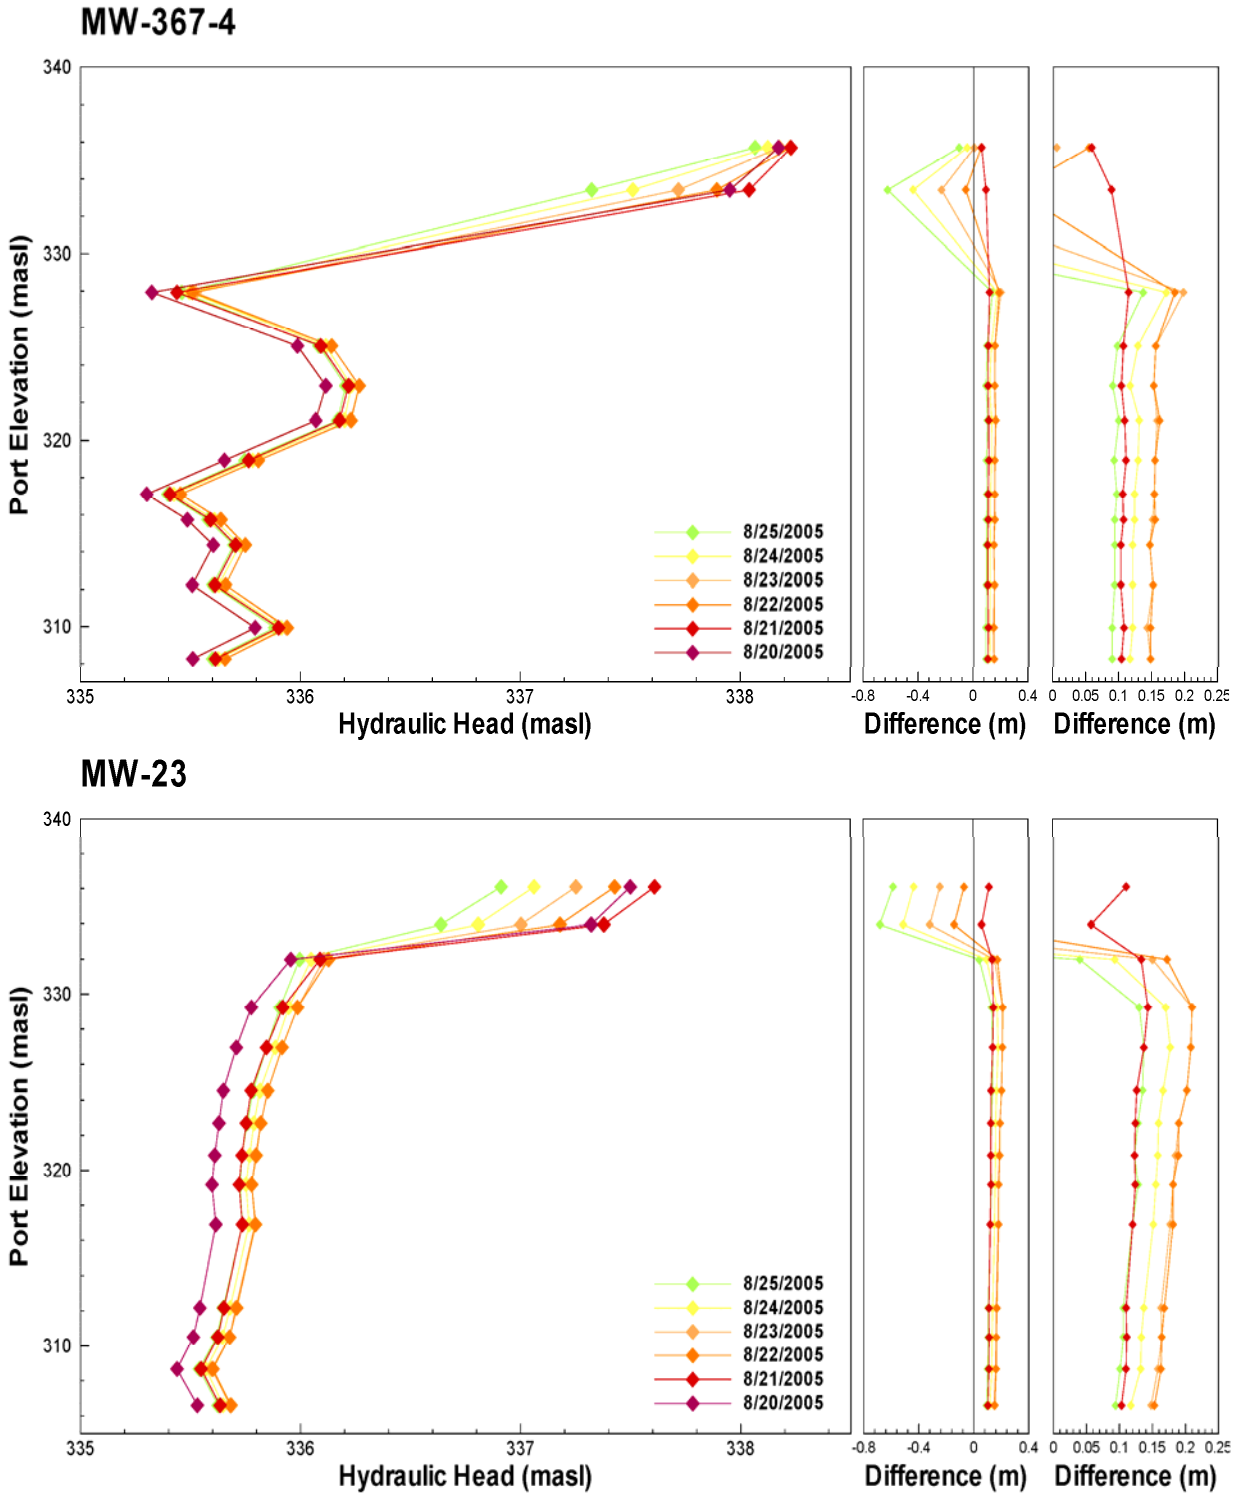 MW-367-4
340
330
320
310
Port Elevation (masl)
8/25/2005
8/24/2005
8/23/2005
8/22/2005
8/21/2005
8/20/2005
335 336 337 338 -0.8 -0.4 0 0.4 0 0.05 0.1 0.15 0.2 0.25
Hydraulic Head (masl) Difference (m) Difference (m)
MW-23
340
330
320
310
Port Elevation (masl)
8/25/2005
8/24/2005
8/23/2005
8/22/2005
8/21/2005
8/20/2005
335 336 337 338 -0.8 -0.4 0 0.4 0 0.05 0.1 0.15 0.2 0.25
Hydraulic Head (masl) Difference (m) Difference (m)